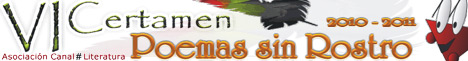 VI Certamen 2010 - 2011
Asociación Canal#Literatura Poemas sin Rostro